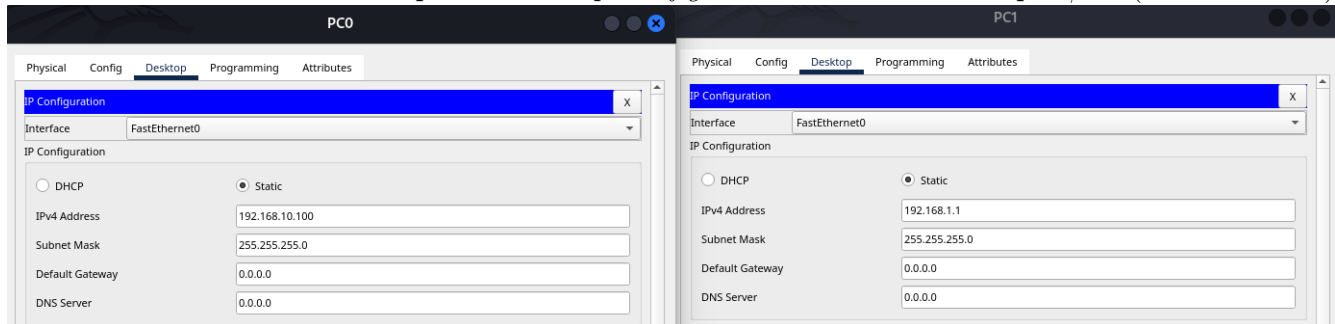 PC0
Physical Config Desktop Programming Attributes
IP Configuration X
Interface FastEthernet0
IP Configuration
DHCP Static
IPv4 Address 192.168.10.100
Subnet Mask 255.255.255.0
Default Gateway 0.0.0.0
DNS Server 0.0.0.0
PC1
Physical Config Desktop Programming Attributes
IP Configuration X
Interface FastEthernet0
IP Configuration
DHCP Static
IPv4 Address 192.168.1.1
Subnet Mask 255.255.255.0
Default Gateway 0.0.0.0
DNS Server 0.0.0.0